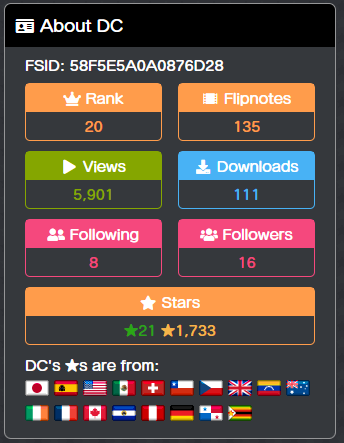 About DC
FSID: 58F5E5A0A0876D28
Rank
20
Flipnotes
135
Views
5,901
Downloads
111
Following
8
Followers
16
Stars
★21 ★1,733
DC's ★s are from: